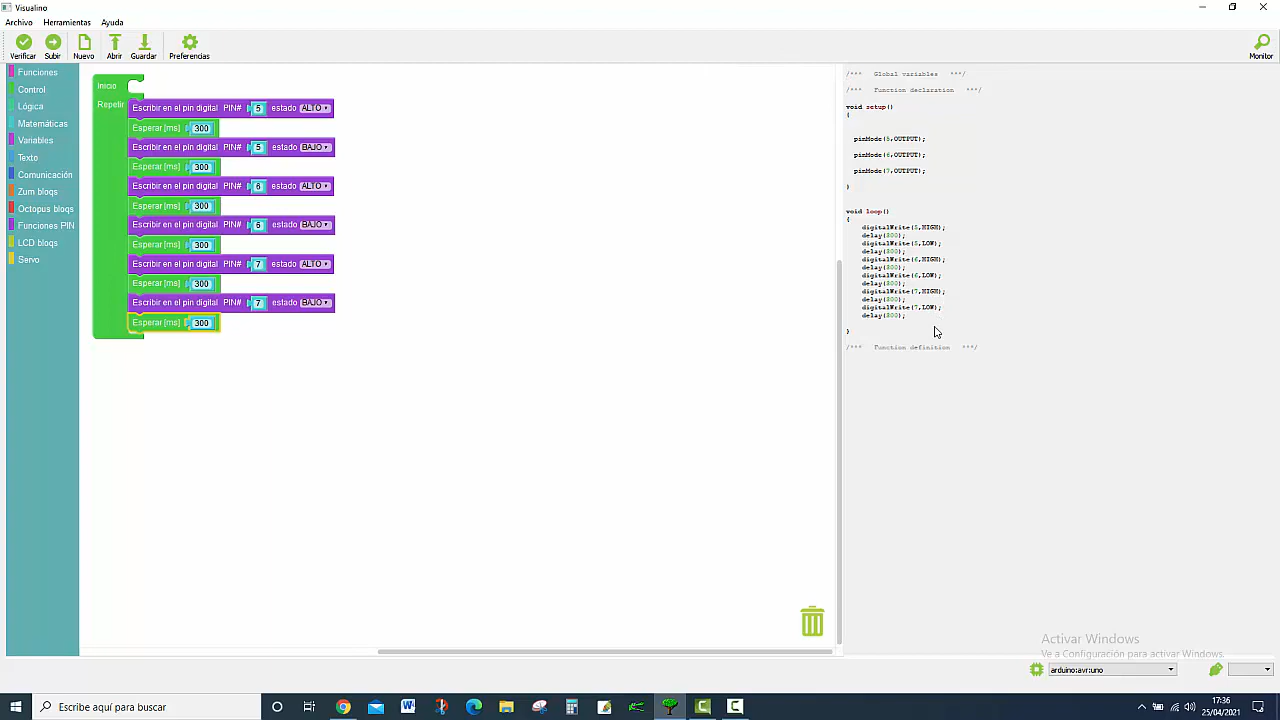 Visualino
Archivo Herramientas Ayuda
Verificar Subir Nuevo Abrir Guardar Preferencias Monitor
Funciones
Control
Lógica
Matemáticas
Variables
Texto
Comunicación
Zum bloqs
Octopus bloqs
Funciones PIN
LCD bloqs
Servo
Inicio
Repetir
Escribir en el pin digital PIN# 5 estado ALTO
Esperar [ms] 300
Escribir en el pin digital PIN# 5 estado BAJO
Esperar [ms] 300
Escribir en el pin digital PIN# 6 estado ALTO
Esperar [ms] 300
Escribir en el pin digital PIN# 6 estado BAJO
Esperar [ms] 300
Escribir en el pin digital PIN# 7 estado ALTO
Esperar [ms] 300
Escribir en el pin digital PIN# 7 estado BAJO
Esperar [ms] 300
/*** Global variables ***/
/*** Function declaration ***/
void setup()
{
pinMode(5,OUTPUT);
pinMode(6,OUTPUT);
pinMode(7,OUTPUT);
}
void loop()
{
digitalWrite(5,HIGH);
delay(300);
digitalWrite(5,LOW);
delay(300);
digitalWrite(6,HIGH);
delay(300);
digitalWrite(6,LOW);
delay(300);
digitalWrite(7,HIGH);
delay(300);
digitalWrite(7,LOW);
delay(300);
}
/*** Function definition ***/
Activar Windows
Ve a Configuración para activar Windows.
arduino:avr:uno
Escribe aquí para buscar
17:36
25/04/2021